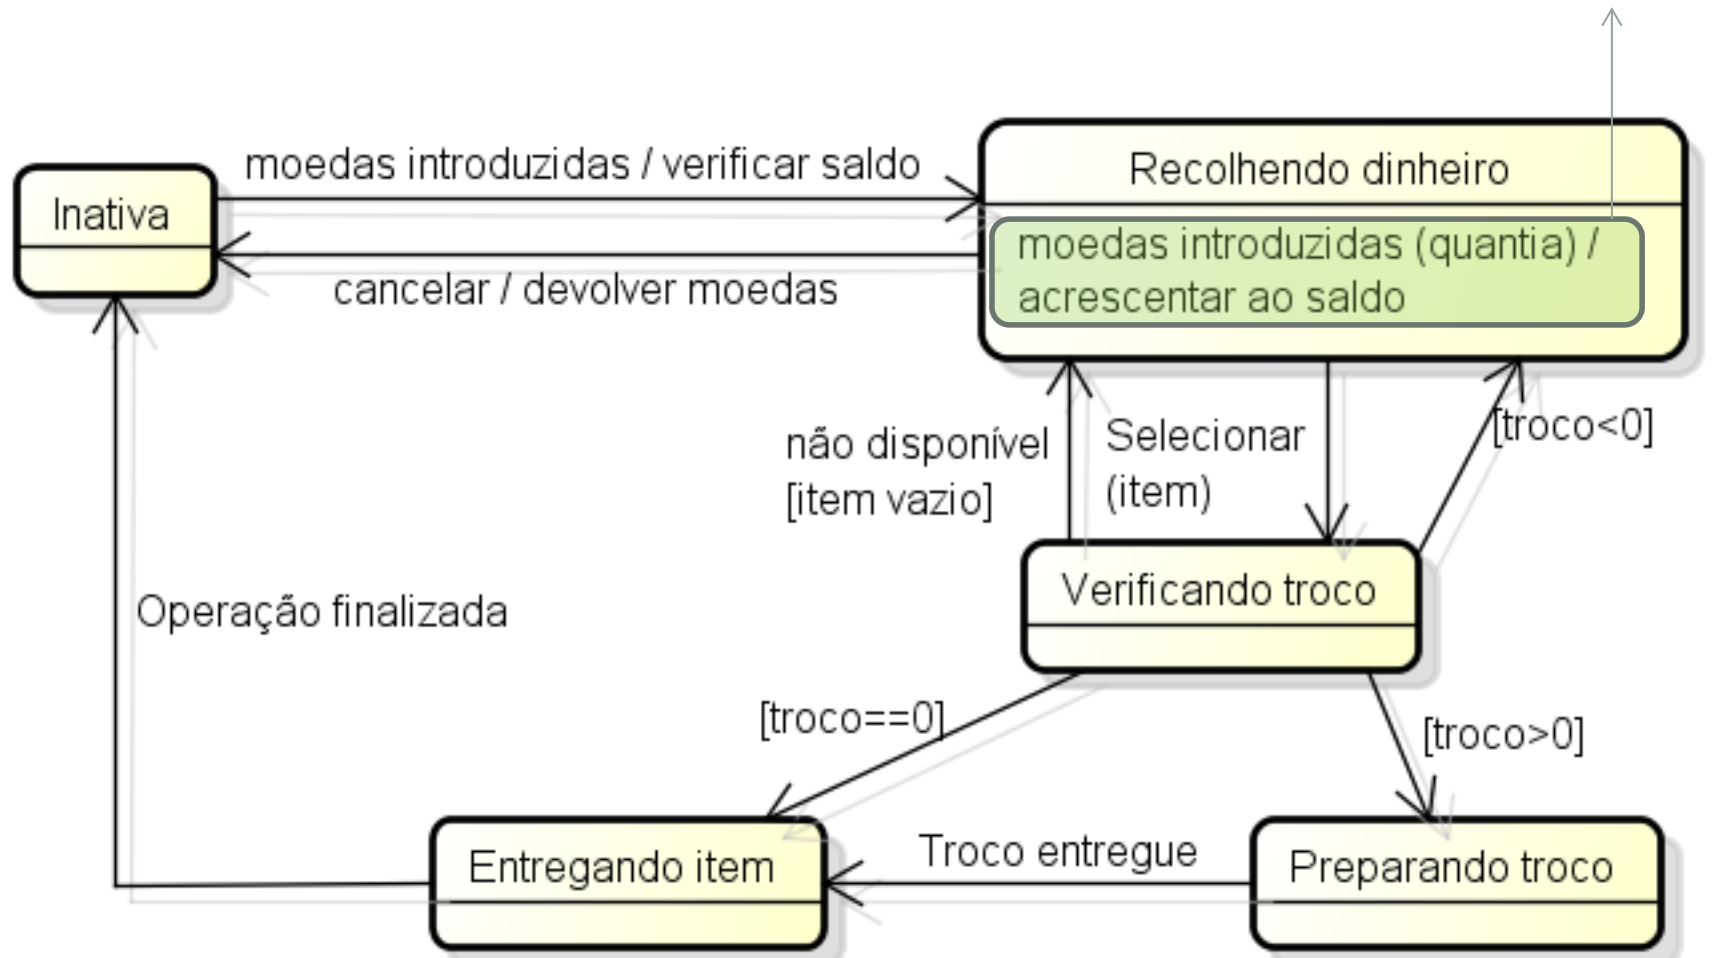 moedas introduzidas / verificar saldo
Recolhendo dinheiro
Inativa
moedas introduzidas (quantia) /
acrescentar ao saldo
cancelar / devolver moedas
não disponível
[item vazio]
Selecionar
(item)
[troco<0]
Verificando troco
Operação finalizada
[troco==0]
[troco>0]
Troco entregue
Entregando item
Preparando troco